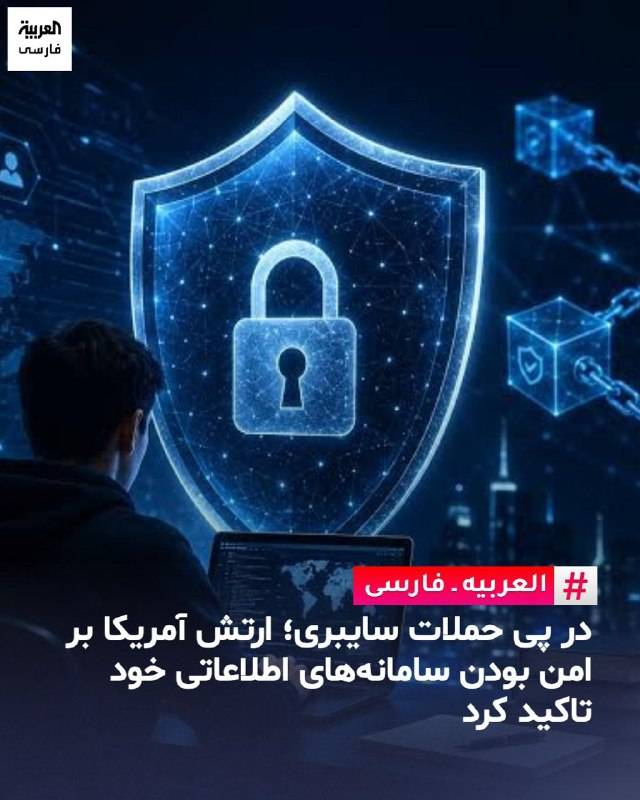 العربية
فارسی
# العربیه ـ فارسی
در پی حملات سایبری؛ ارتش آمریکا بر
امن بودن سامانه‌های اطلاعاتی خود
تاکید کرد